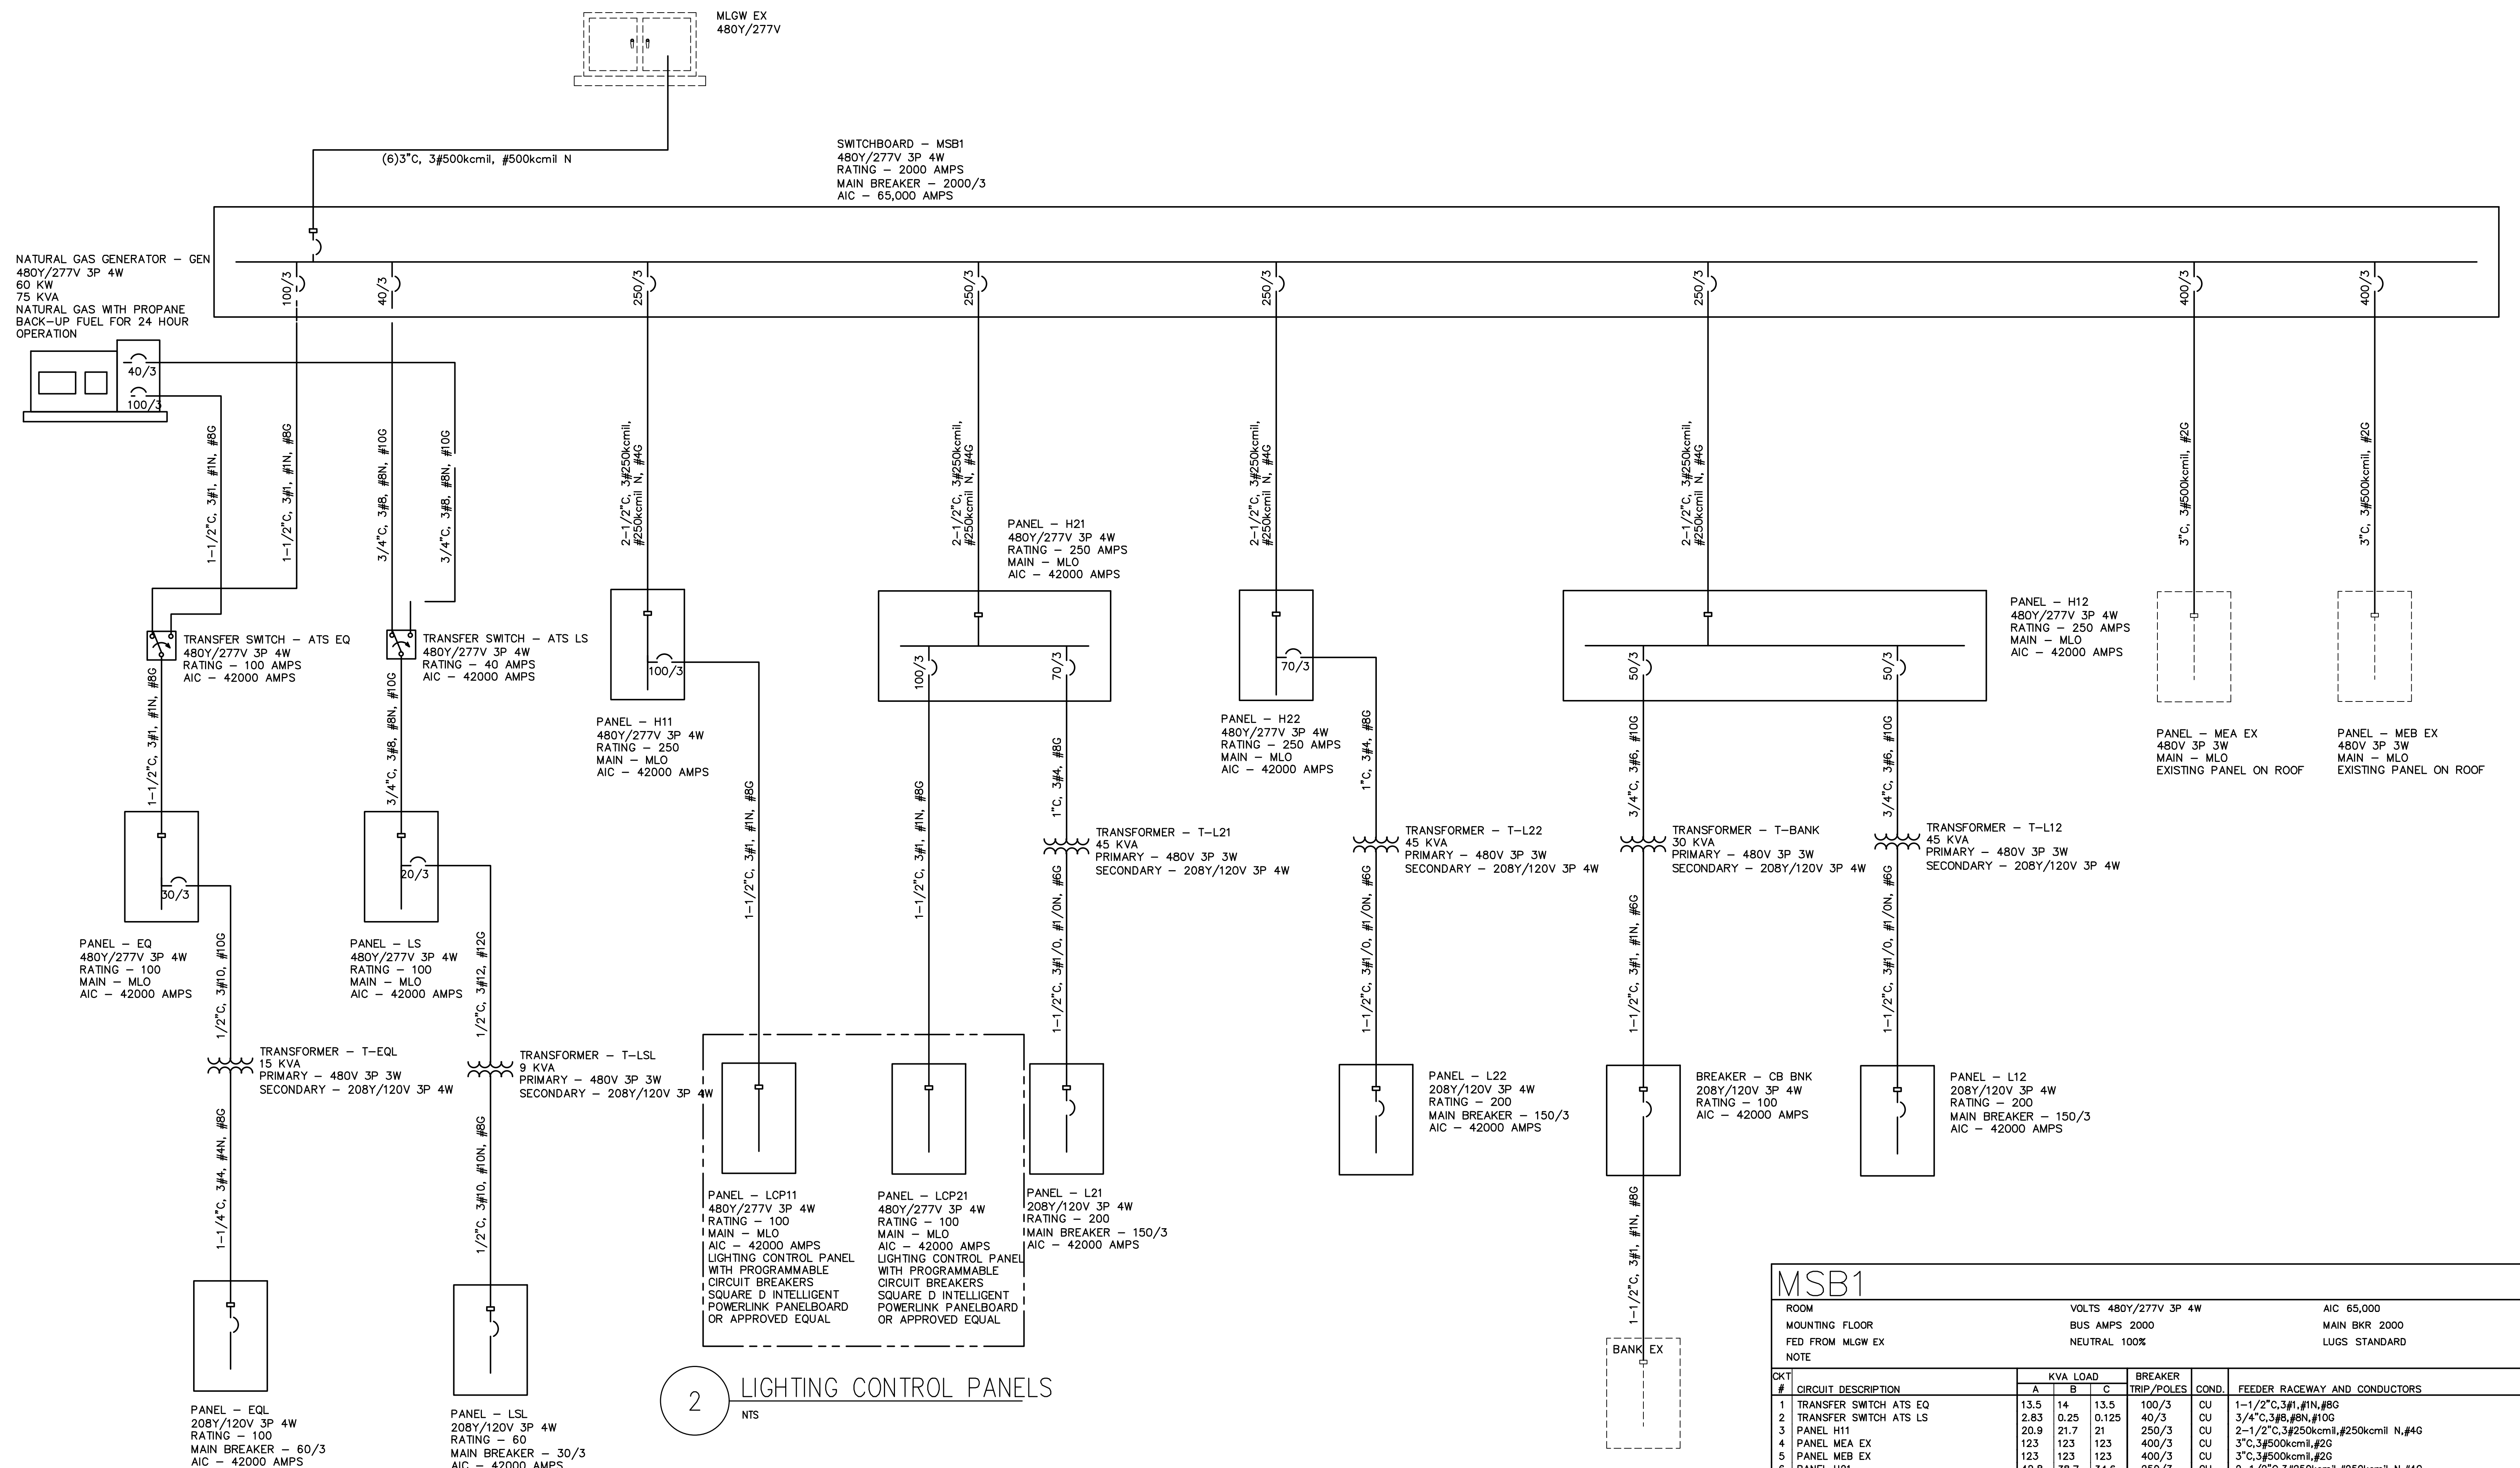 MLGW EX
480Y/277V
(6)3"C, 3#500kcmil, #500kcmil N
SWITCHBOARD – MSB1
480Y/277V 3P 4W
RATING – 2000 AMPS
MAIN BREAKER – 2000/3
AIC – 65,000 AMPS
NATURAL GAS GENERATOR – GEN
480Y/277V 3P 4W
60 KW
75 KVA
NATURAL GAS WITH PROPANE
BACK-UP FUEL FOR 24 HOUR
OPERATION
100/3
40/3
250/3
250/3
250/3
250/3
400/3
400/3
40/3
100/3
1-1/2"C, 3#1, #1N, #8G
1-1/2"C, 3#1, #1N, #8G
3/4"C, 3#8, #8N, #10G
3/4"C, 3#8, #8N, #10G
2-1/2"C, 3#250kcmil,
#250kcmil N, #4G
2-1/2"C, 3#250kcmil,
#250kcmil N, #4G
2-1/2"C, 3#250kcmil,
#250kcmil N, #4G
2-1/2"C, 3#250kcmil,
#250kcmil N, #4G
3"C, 3#500kcmil, #2G
3"C, 3#500kcmil, #2G
PANEL – H21
480Y/277V 3P 4W
RATING – 250 AMPS
MAIN – MLO
AIC – 42000 AMPS
TRANSFER SWITCH – ATS EQ
480Y/277V 3P 4W
RATING – 100 AMPS
AIC – 42000 AMPS
TRANSFER SWITCH – ATS LS
480Y/277V 3P 4W
RATING – 40 AMPS
AIC – 42000 AMPS
100/3
100/3
70/3
70/3
50/3
50/3
PANEL – H12
480Y/277V 3P 4W
RATING – 250 AMPS
MAIN – MLO
AIC – 42000 AMPS
1-1/2"C, 3#1, #1N, #8G
3/4"C, 3#8, #8N, #10G
PANEL – H11
480Y/277V 3P 4W
RATING – 250
MAIN – MLO
AIC – 42000 AMPS
PANEL – H22
480Y/277V 3P 4W
RATING – 250 AMPS
MAIN – MLO
AIC – 42000 AMPS
PANEL – MEA EX
480V 3P 3W
MAIN – MLO
EXISTING PANEL ON ROOF
PANEL – MEB EX
480V 3P 3W
MAIN – MLO
EXISTING PANEL ON ROOF
1-1/2"C, 3#1, #1N, #8G
1-1/2"C, 3#1, #1N, #8G
1"C, 3#4, #8G
1"C, 3#4, #8G
3/4"C, 3#6, #10G
3/4"C, 3#6, #10G
TRANSFORMER – T-L21
45 KVA
PRIMARY – 480V 3P 3W
SECONDARY – 208Y/120V 3P 4W
TRANSFORMER – T-L22
45 KVA
PRIMARY – 480V 3P 3W
SECONDARY – 208Y/120V 3P 4W
TRANSFORMER – T-BANK
30 KVA
PRIMARY – 480V 3P 3W
SECONDARY – 208Y/120V 3P 4W
TRANSFORMER – T-L12
45 KVA
PRIMARY – 480V 3P 3W
SECONDARY – 208Y/120V 3P 4W
30/3
20/3
PANEL – EQ
480Y/277V 3P 4W
RATING – 100
MAIN – MLO
AIC – 42000 AMPS
PANEL – LS
480Y/277V 3P 4W
RATING – 100
MAIN – MLO
AIC – 42000 AMPS
1/2"C, 3#10, #10G
1/2"C, 3#12, #12G
1-1/2"C, 3#1/0, #1/0N, #6G
1-1/2"C, 3#1/0, #1/0N, #6G
1-1/2"C, 3#1, #1N, #6G
1-1/2"C, 3#1/0, #1/0N, #6G
TRANSFORMER – T-EQL
15 KVA
PRIMARY – 480V 3P 3W
SECONDARY – 208Y/120V 3P 4W
TRANSFORMER – T-LSL
9 KVA
PRIMARY – 480V 3P 3W
SECONDARY – 208Y/120V 3P 4W
PANEL – L22
208Y/120V 3P 4W
RATING – 200
MAIN BREAKER – 150/3
AIC – 42000 AMPS
BREAKER – CB BNK
208Y/120V 3P 4W
RATING – 100
AIC – 42000 AMPS
PANEL – L12
208Y/120V 3P 4W
RATING – 200
MAIN BREAKER – 150/3
AIC – 42000 AMPS
1-1/4"C, 3#4, #4N, #8G
1/2"C, 3#10, #10N, #8G
PANEL – LCP11
480Y/277V 3P 4W
RATING – 100
MAIN – MLO
AIC – 42000 AMPS
LIGHTING CONTROL PANEL
WITH PROGRAMMABLE
CIRCUIT BREAKERS
SQUARE D INTELLIGENT
POWERLINK PANELBOARD
OR APPROVED EQUAL
PANEL – LCP21
480Y/277V 3P 4W
RATING – 100
MAIN – MLO
AIC – 42000 AMPS
LIGHTING CONTROL PANEL
WITH PROGRAMMABLE
CIRCUIT BREAKERS
SQUARE D INTELLIGENT
POWERLINK PANELBOARD
OR APPROVED EQUAL
PANEL – L21
208Y/120V 3P 4W
RATING – 200
MAIN BREAKER – 150/3
AIC – 42000 AMPS
1-1/2"C, 3#1, #1N, #8G
BANK EX
2 LIGHTING CONTROL PANELS
NTS
PANEL – EQL
208Y/120V 3P 4W
RATING – 100
MAIN BREAKER – 60/3
AIC – 42000 AMPS
PANEL – LSL
208Y/120V 3P 4W
RATING – 60
MAIN BREAKER – 30/3
AIC – 42000 AMPS
MSB1
ROOM VOLTS 480Y/277V 3P 4W AIC 65,000
MOUNTING FLOOR BUS AMPS 2000 MAIN BKR 2000
FED FROM MLGW EX NEUTRAL 100% LUGS STANDARD
NOTE
CKT KVA LOAD BREAKER
# CIRCUIT DESCRIPTION A B C TRIP/POLES COND. FEEDER RACEWAY AND CONDUCTORS
1 TRANSFER SWITCH ATS EQ 13.5 14 13.5 100/3 CU 1-1/2"C,3#1,#1N,#8G
2 TRANSFER SWITCH ATS LS 2.83 0.25 0.125 40/3 CU 3/4"C,3#8,#8N,#10G
3 PANEL H11 20.9 21.7 21 250/3 CU 2-1/2"C,3#250kcmil,#250kcmil N,#4G
4 PANEL MEA EX 123 123 123 400/3 CU 3"C,3#500kcmil,#2G
5 PANEL MEB EX 123 123 123 400/3 CU 3"C,3#500kcmil,#2G